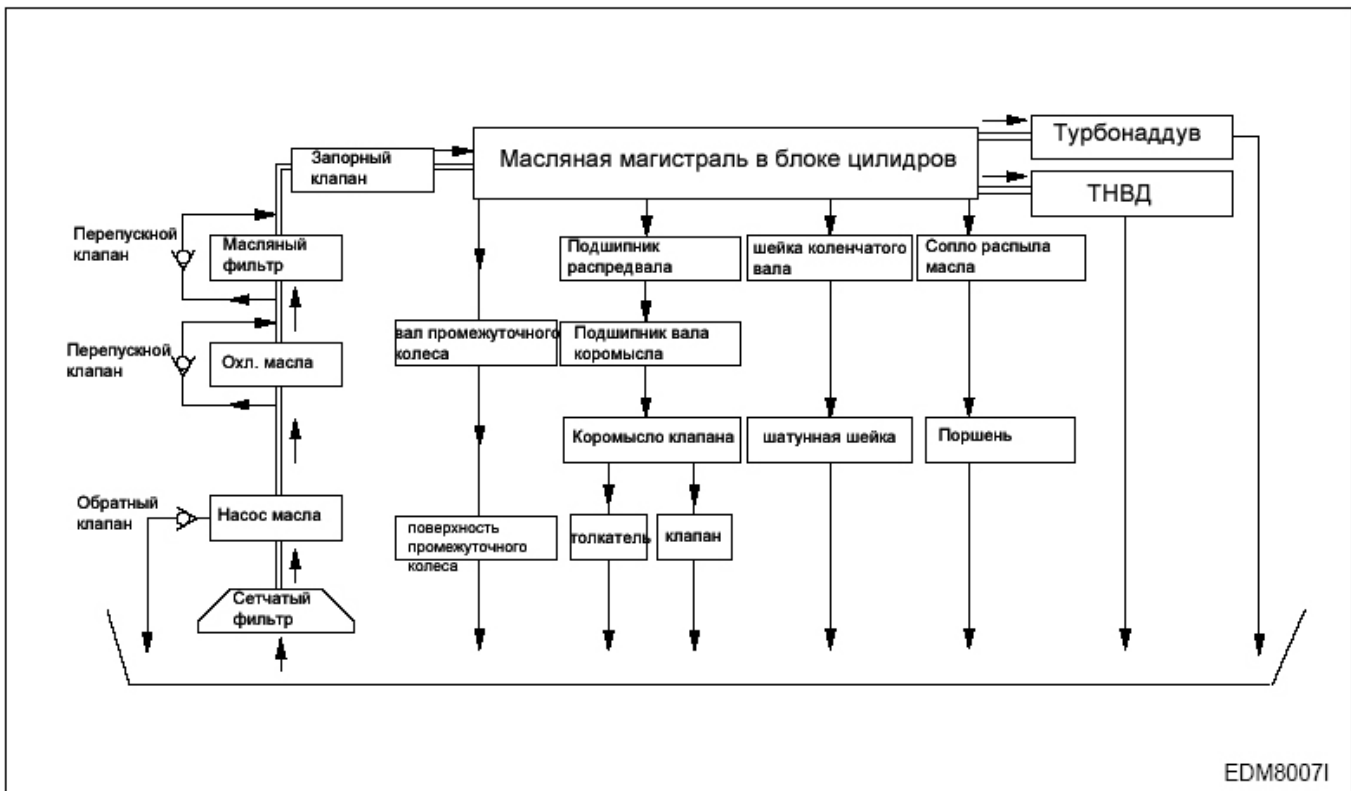 Турбонаддув
Запорный
клапан
Масляная магистраль в блоке цилидров
ТНВД
Перепускной
клапан
Масляный
фильтр
Подшипник
распредвала
шейка коленчатого
вала
Сопло распыла
масла
вал промежуточного
колеса
Подшипник вала
коромысла
Перепускной
клапан
Охл. масла
Коромысло клапана
шатунная шейка
Поршень
Обратный
клапан
Насос масла
поверхность
промежуточного
колеса
толкатель
клапан
Сетчатый
фильтр
EDM8007I